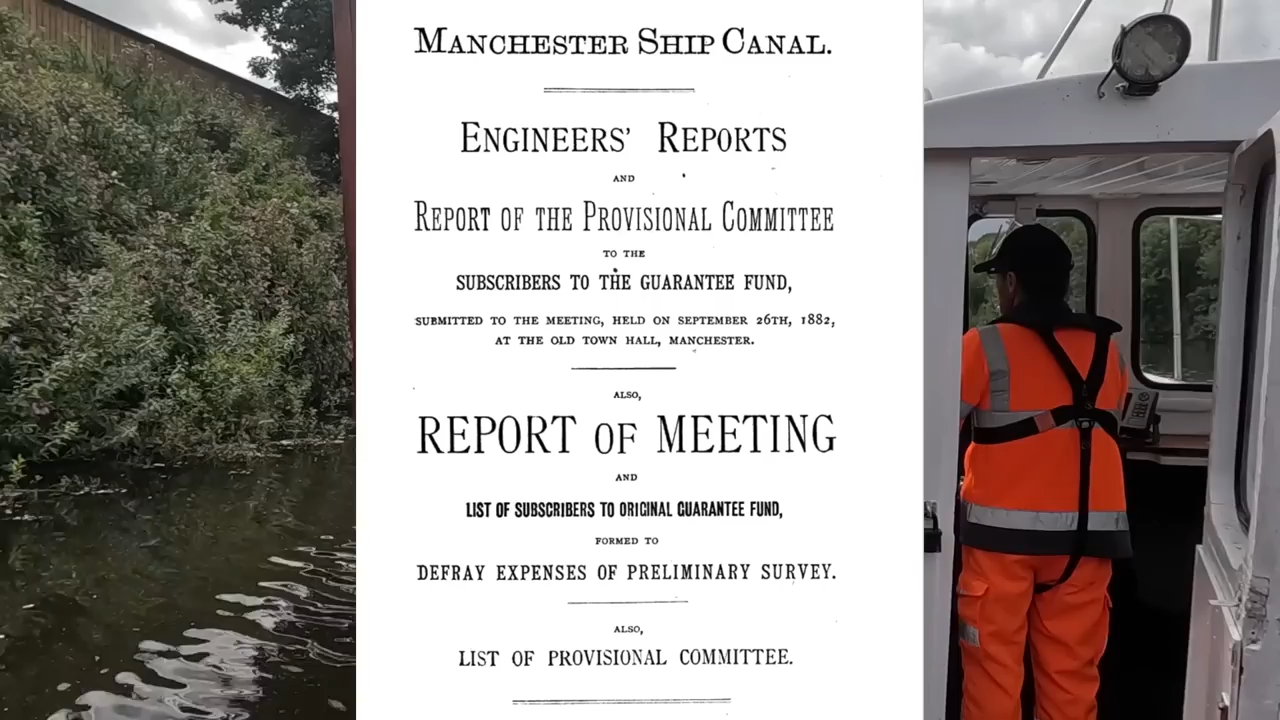 MANCHESTER SHIP CANAL.
ENGINEERS' REPORTS
AND
REPORT OF THE PROVISIONAL COMMITTEE
TO THE
SUBSCRIBERS TO THE GUARANTEE FUND,
SUBMITTED TO THE MEETING, HELD ON SEPTEMBER 26TH, 1882,
AT THE OLD TOWN HALL, MANCHESTER.
ALSO,
REPORT OF MEETING
AND
LIST OF SUBSCRIBERS TO ORIGINAL GUARANTEE FUND,
FORMED TO
DEFRAY EXPENSES OF PRELIMINARY SURVEY.
ALSO,
LIST OF PROVISIONAL COMMITTEE.